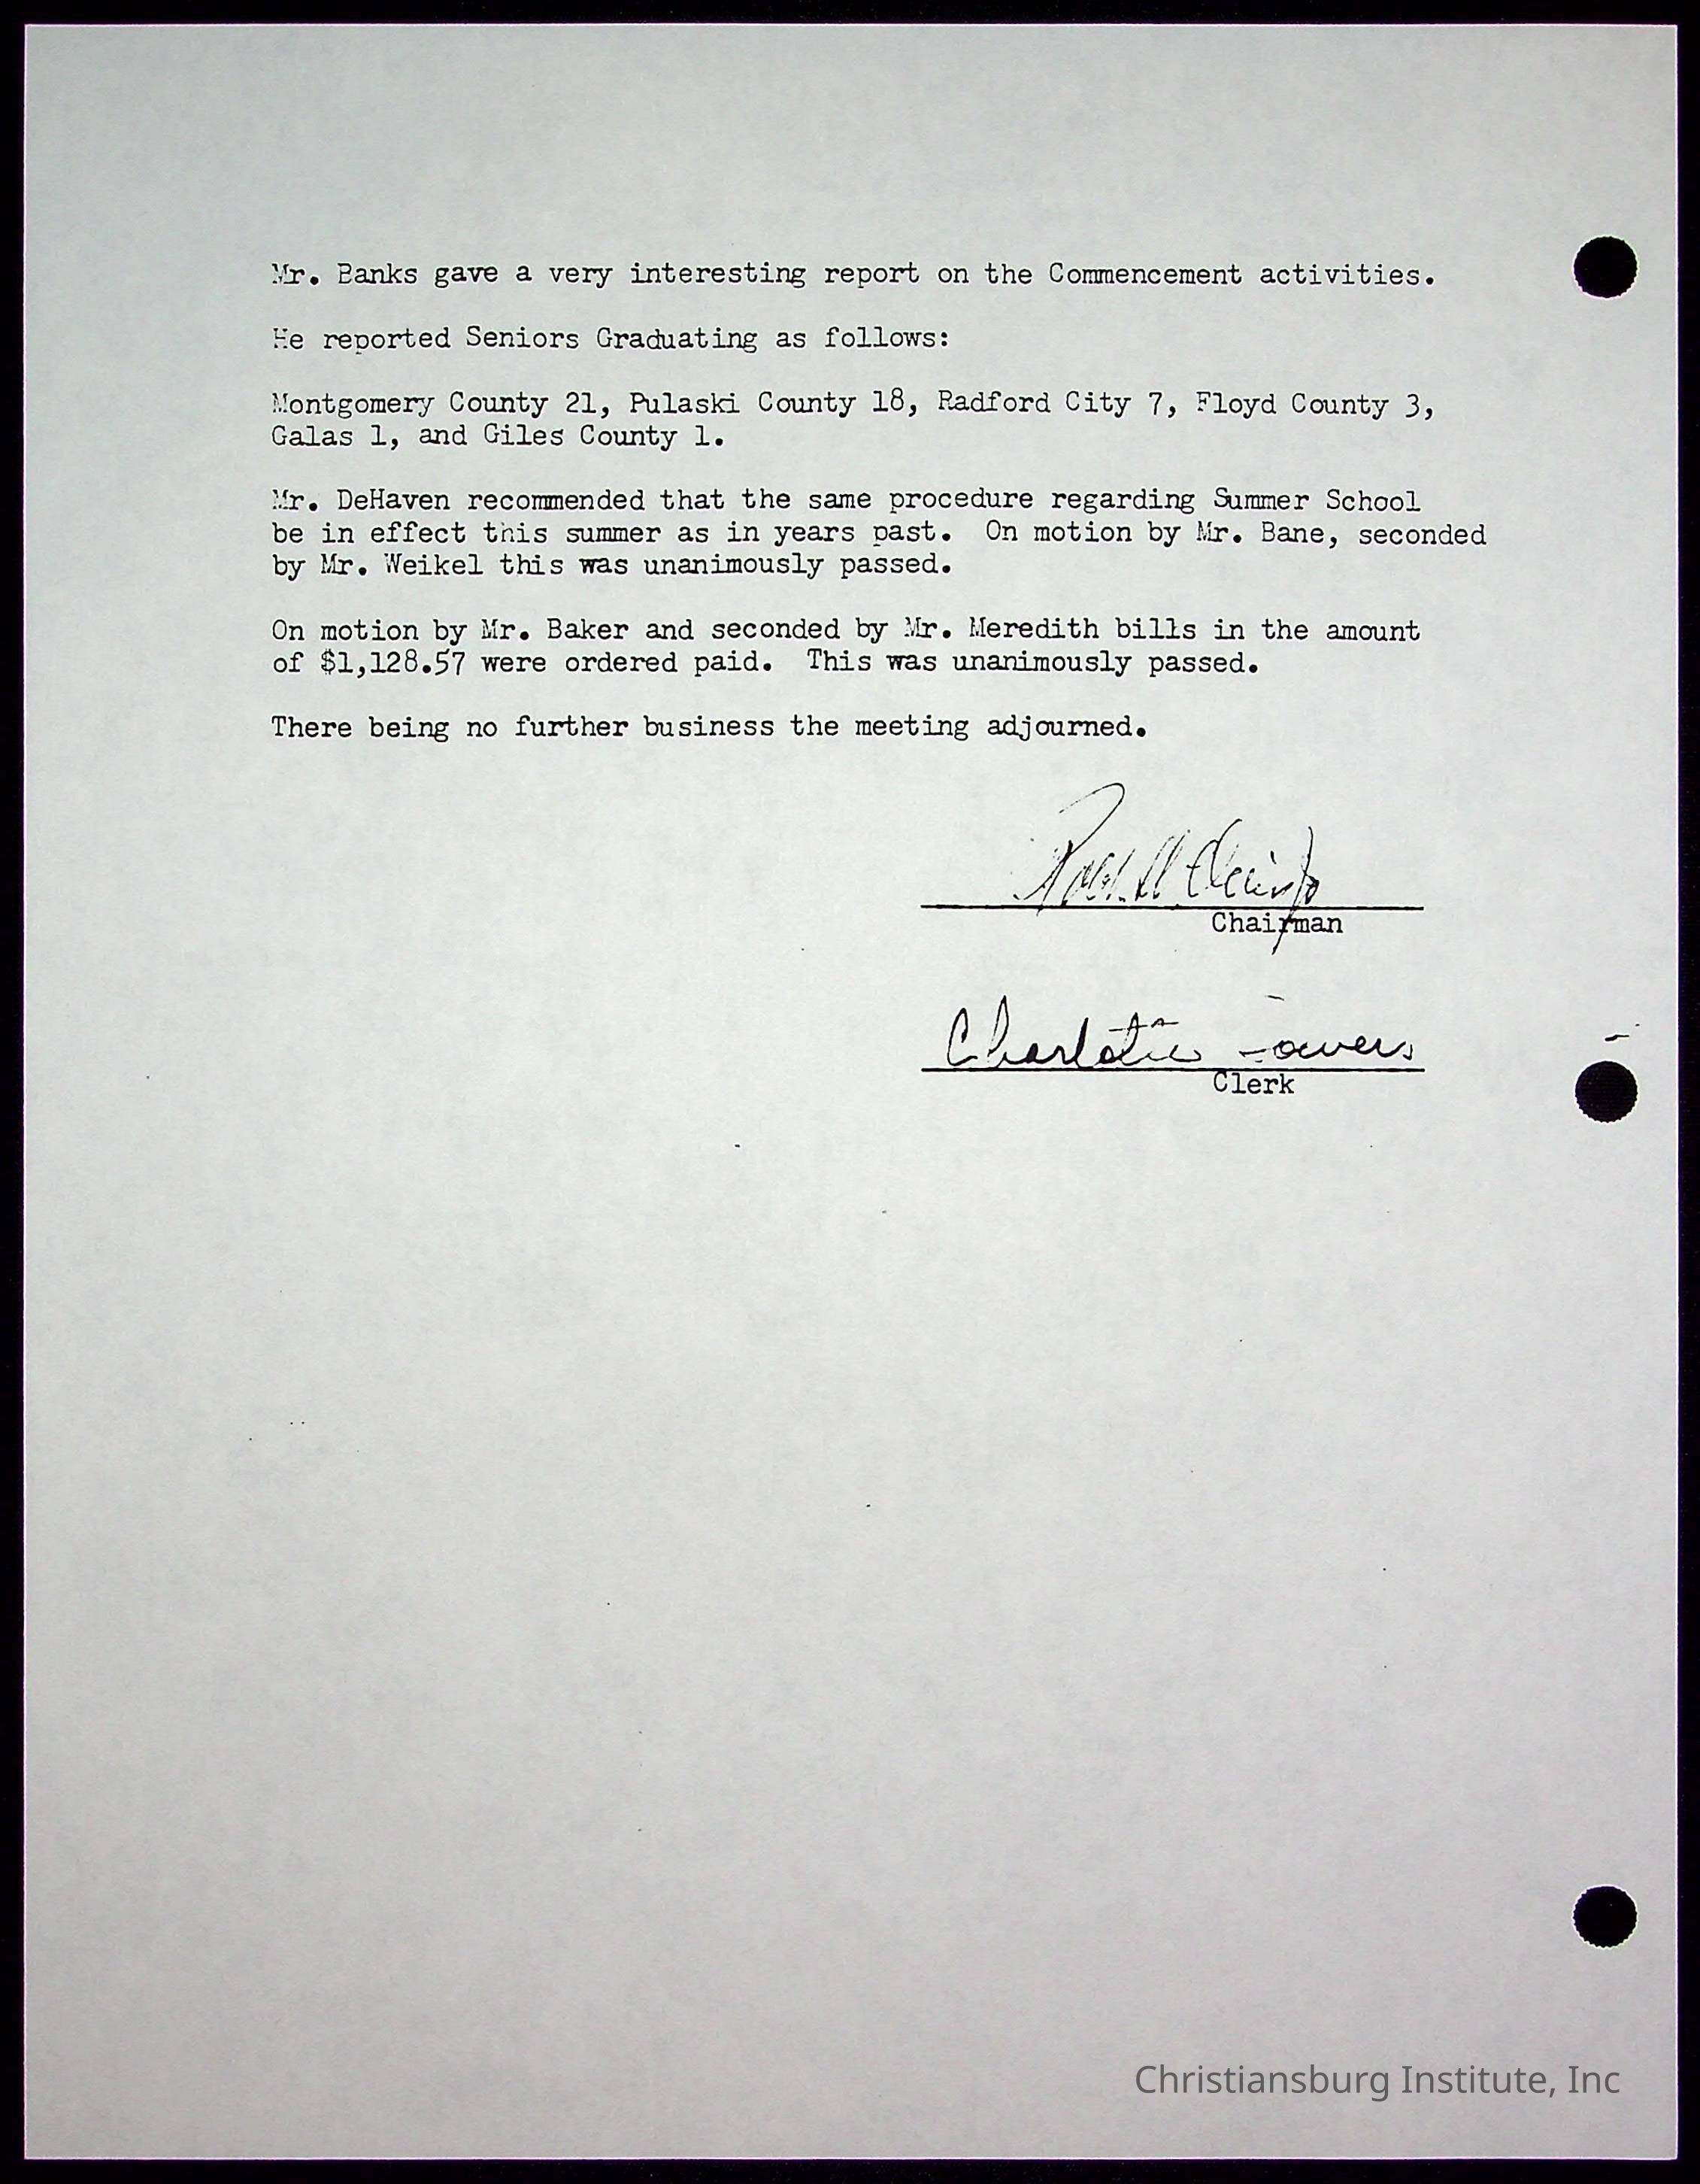 Mr. Banks gave a very interesting report on the Commencement activities.
He reported Seniors Graduating as follows:
Montgomery County 21, Pulaski County 18, Radford City 7, Floyd County 3,
Galas 1, and Giles County 1.
Mr. DeHaven recommended that the same procedure regarding Summer School
be in effect this summer as in years past. On motion by Mr. Bane, seconded
by Mr. Weikel this was unanimously passed.
On motion by Mr. Baker and seconded by Mr. Meredith bills in the amount
of $1,128.57 were ordered paid. This was unanimously passed.
There being no further business the meeting adjourned.
Chairman
Charlotte
Clerk
Christiansburg Institute, Inc